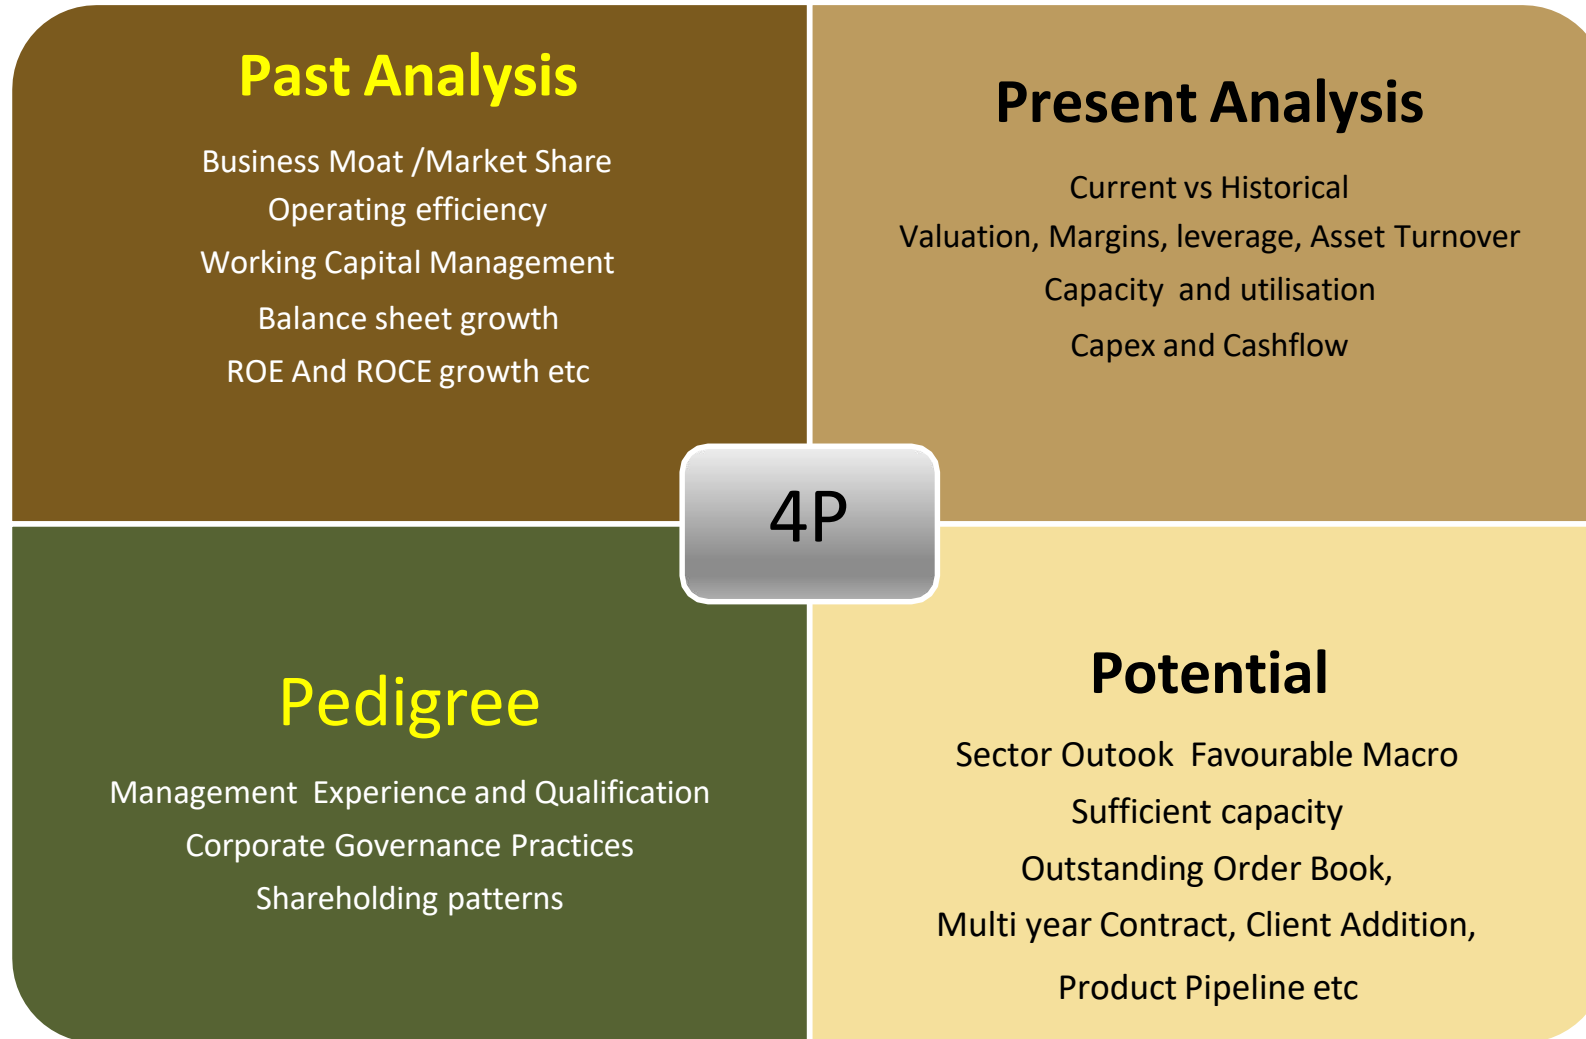 Past Analysis
Business Moat /Market Share
Operating efficiency
Working Capital Management
Balance sheet growth
ROE And ROCE growth etc
Present Analysis
Current vs Historical
Valuation, Margins, leverage, Asset Turnover
Capacity  and utilisation
Capex and Cashflow
4P
Pedigree
Management  Experience and Qualification
Corporate Governance Practices
Shareholding patterns
Potential
Sector Outook  Favourable Macro
Sufficient capacity
Outstanding Order Book,
Multi year Contract, Client Addition,
Product Pipeline etc